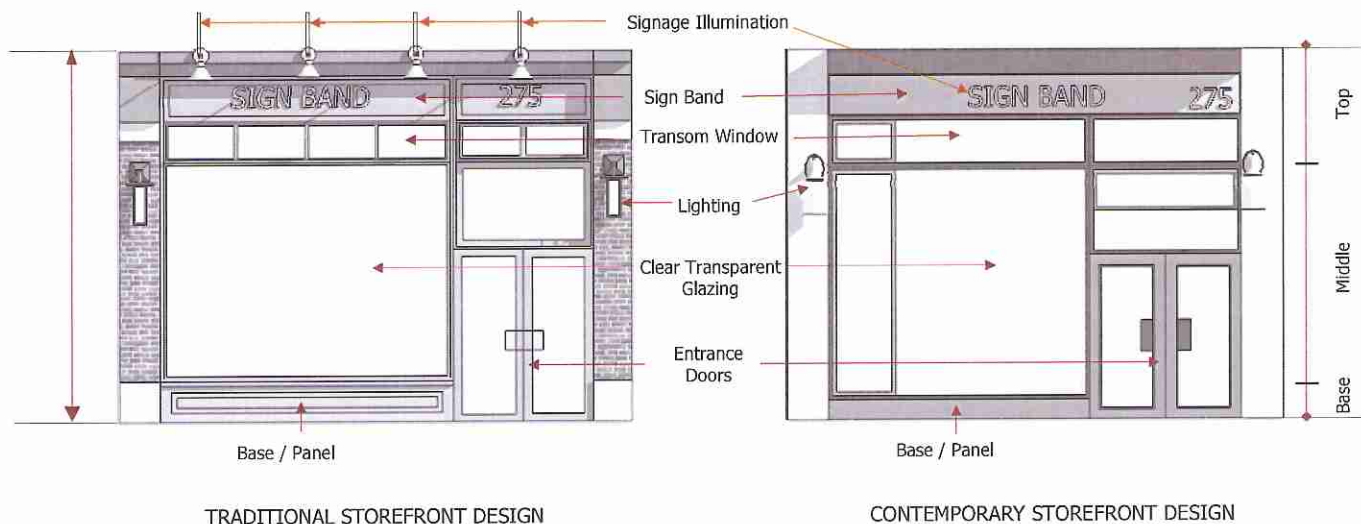 Signage Illumination
SIGN BAND
275
Sign Band
SIGN BAND
275
Top
Transom Window
Lighting
Clear Transparent
Glazing
Middle
Entrance
Doors
Base
Base / Panel
Base / Panel
TRADITIONAL STOREFRONT DESIGN
CONTEMPORARY STOREFRONT DESIGN